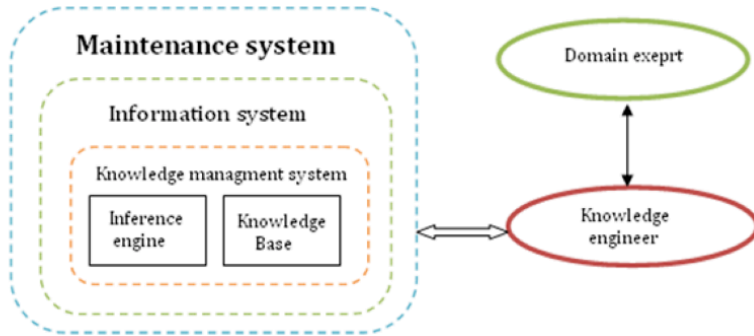 Maintenance system
Information system
Knowledge managment system
Inference
engine
Knowledge
Base
Domain exeprt
Knowledge
engineer